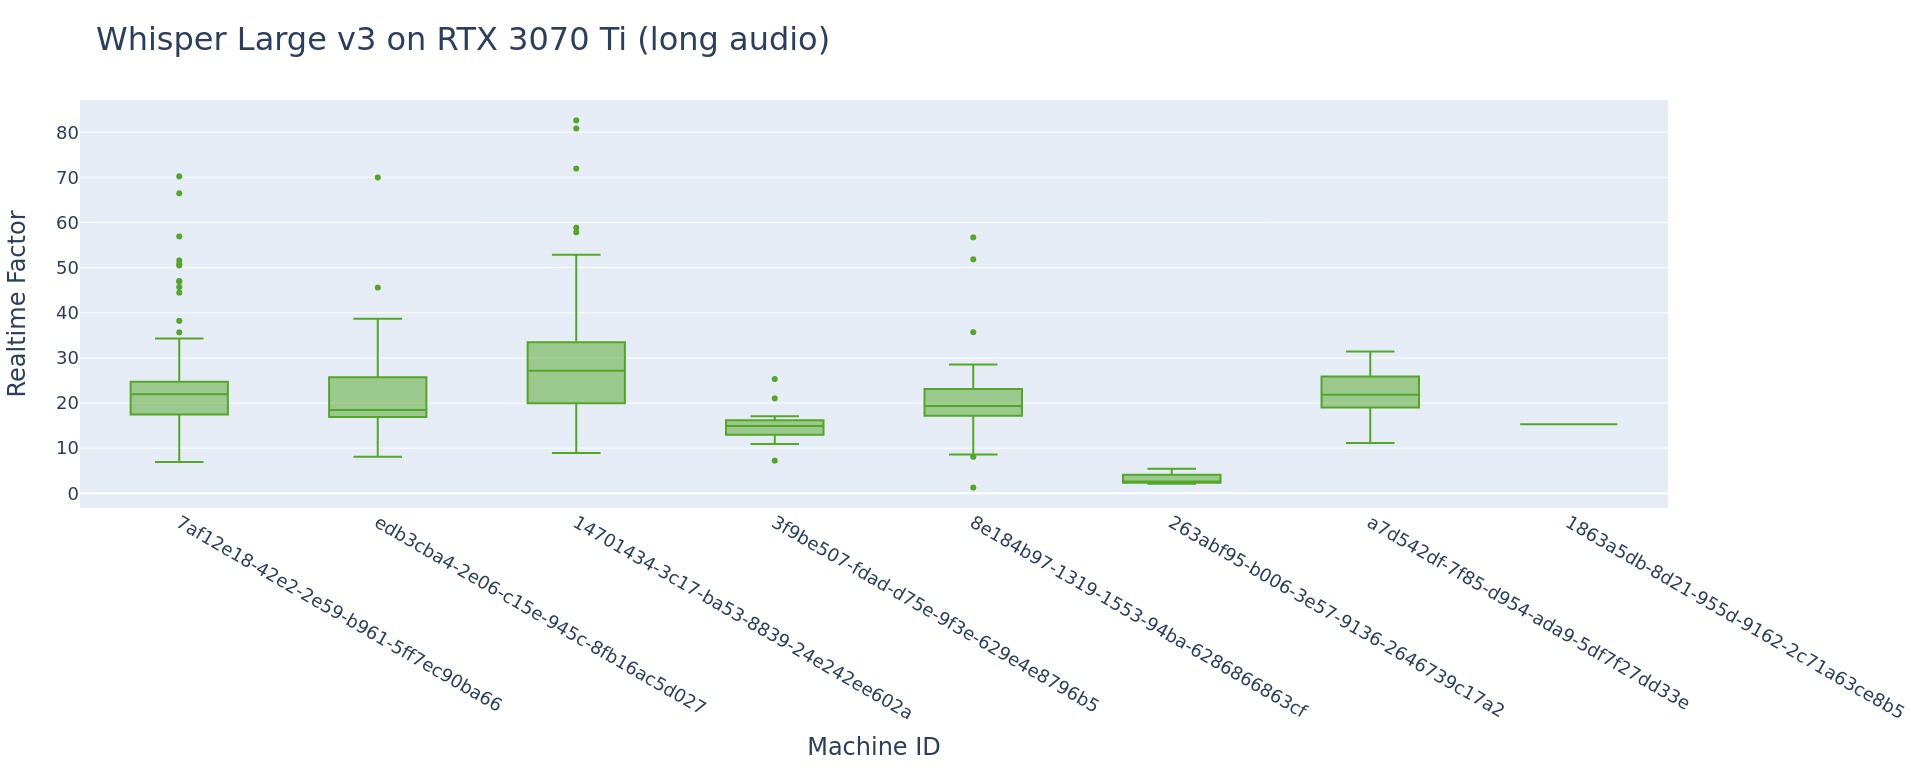 Whisper Large v3 on RTX 3070 Ti (long audio)
Realtime Factor
80
70
60
50
40
30
20
10
0
7af12e18-42e2-2e59-b961-5ff7ec90ba66
edb3cba4-2e06-c15e-945c-8fb16ac5d027
14701434-3c17-ba53-8839-24e242ee602a
3f9be507-fdad-d75e-9f3e-629e4e8796b5
8e184b97-1319-1553-94ba-6286866863cf
263abf95-b006-3e57-9136-2646739c17a2
a7d542df-7f85-d954-ada9-5df7f27dd33e
1863a5db-8d21-955d-9162-2c71a63ce8b5
Machine ID